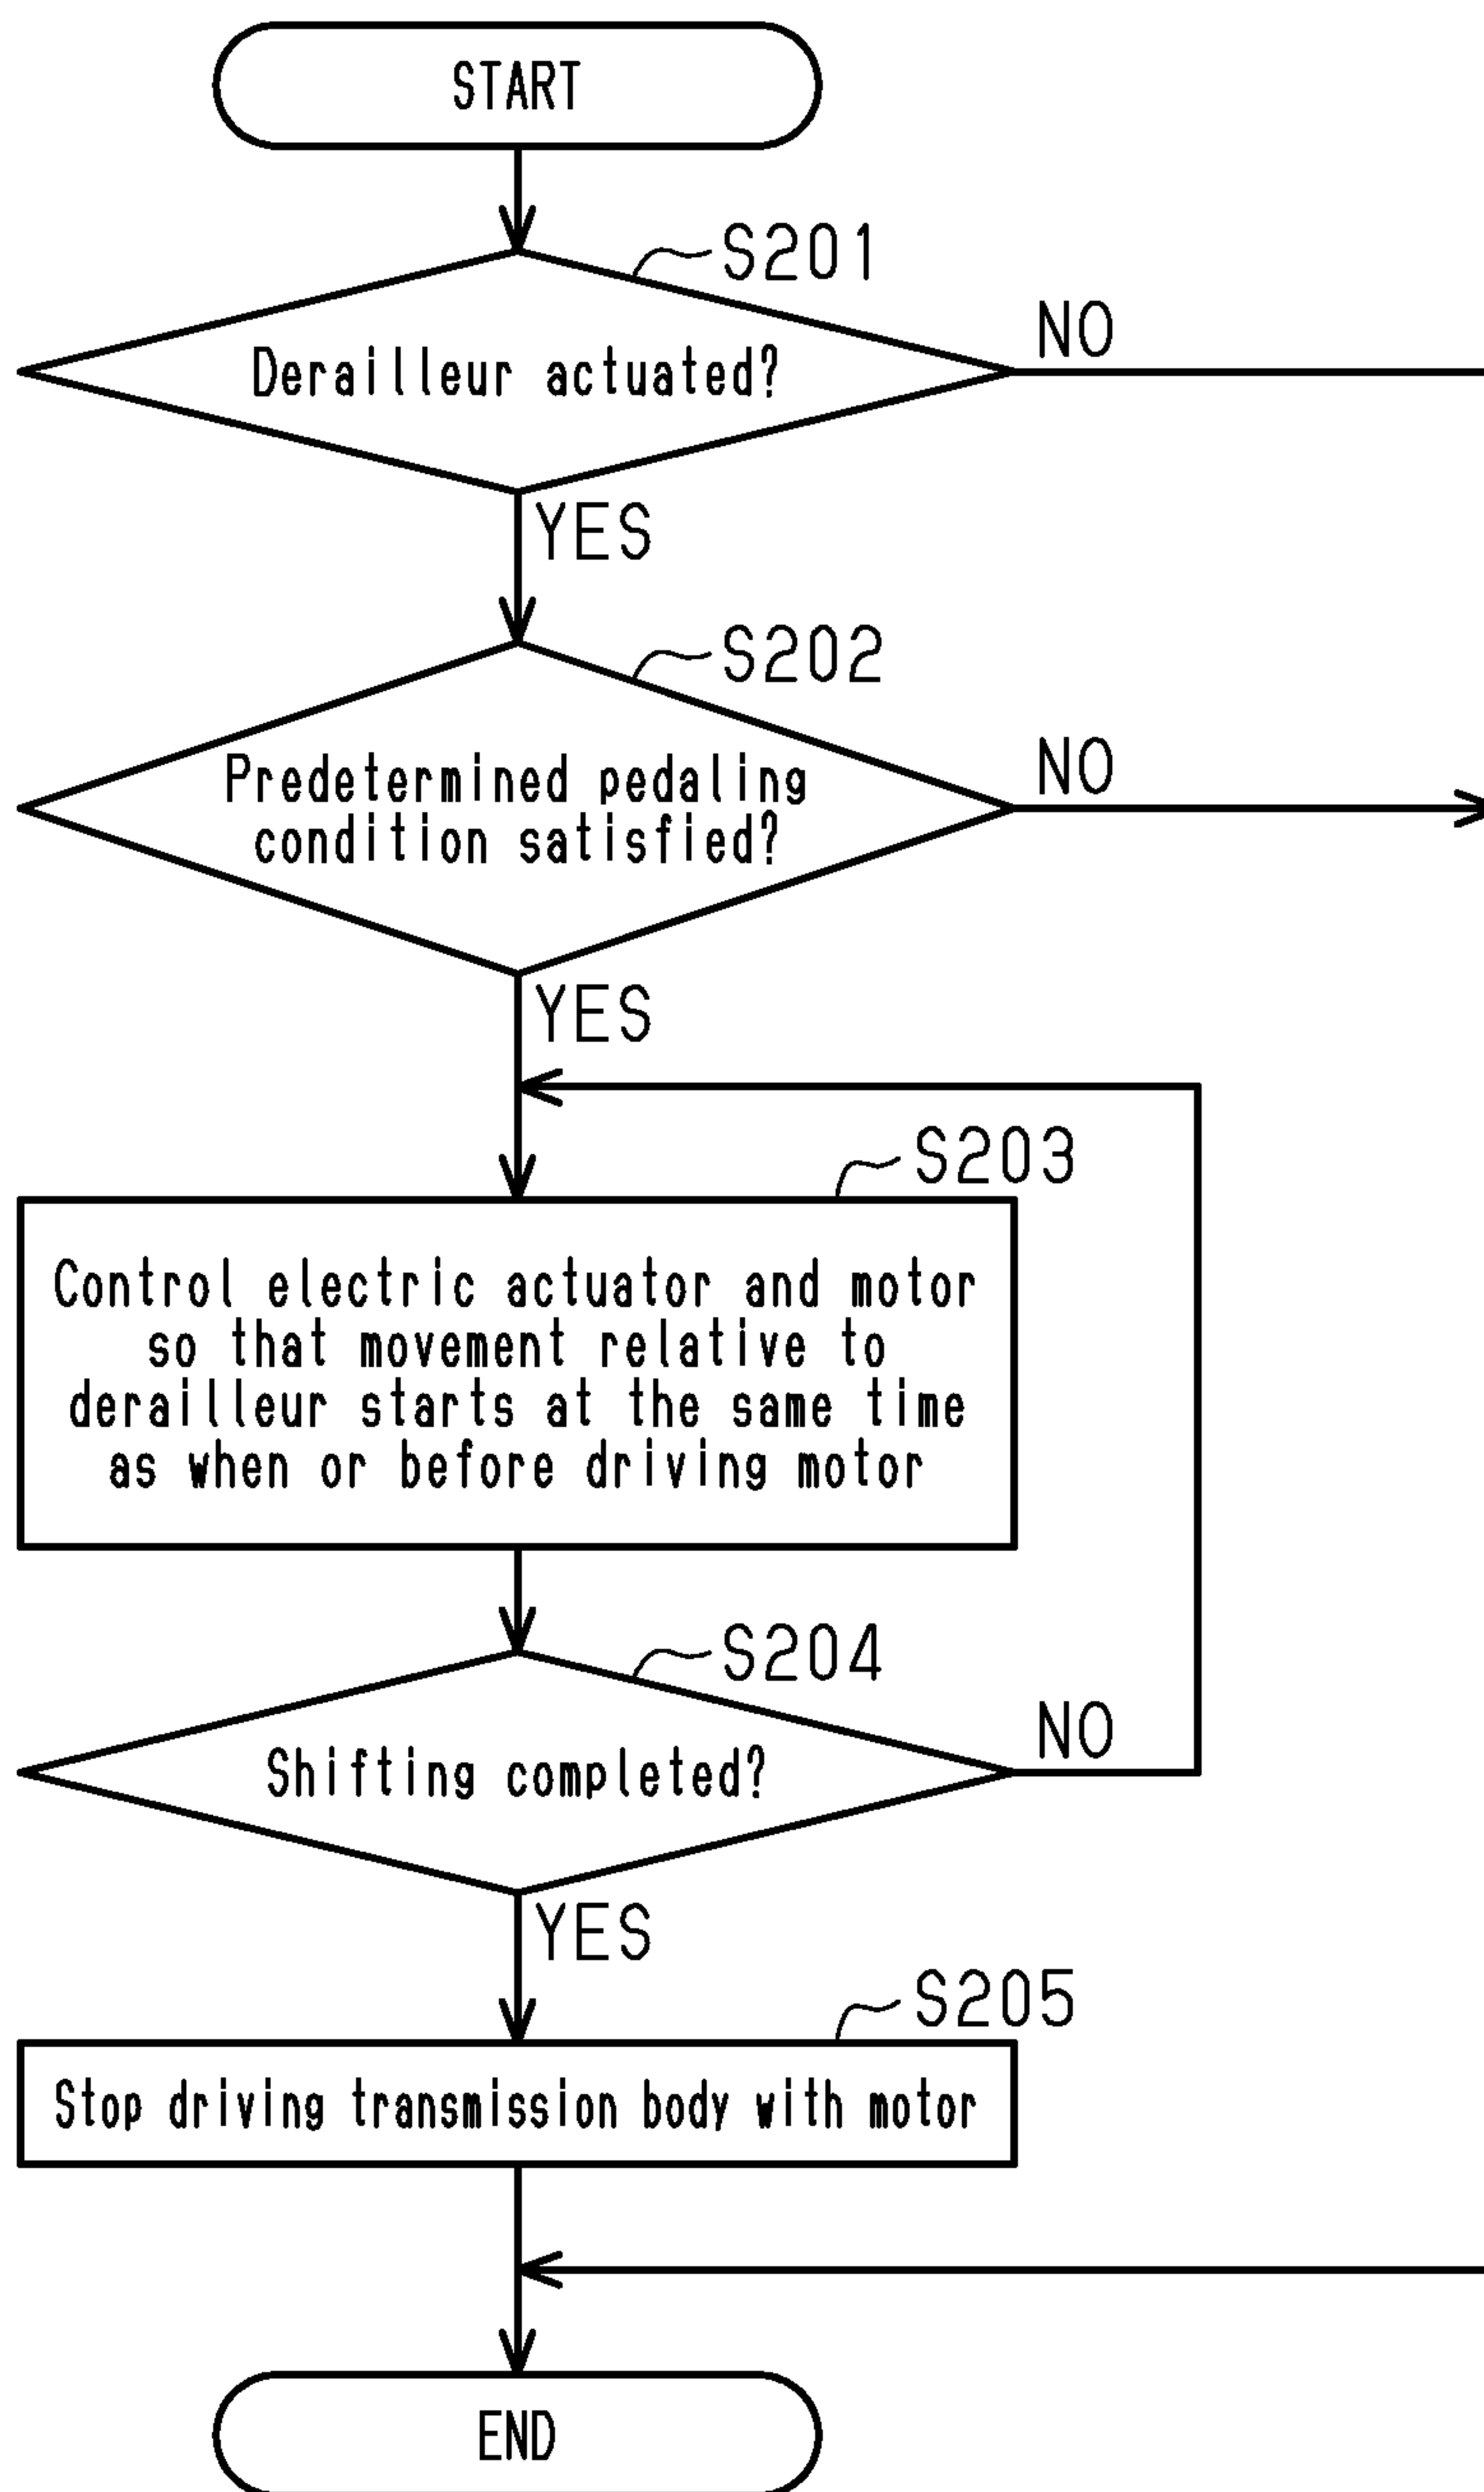 START
S201
Derailleur actuated?
NO
YES
S202
Predetermined pedaling
condition satisfied?
NO
YES
S203
Control electric actuator and motor
so that movement relative to
derailleur starts at the same time
as when or before driving motor
S204
Shifting completed?
NO
YES
S205
Stop driving transmission body with motor
END